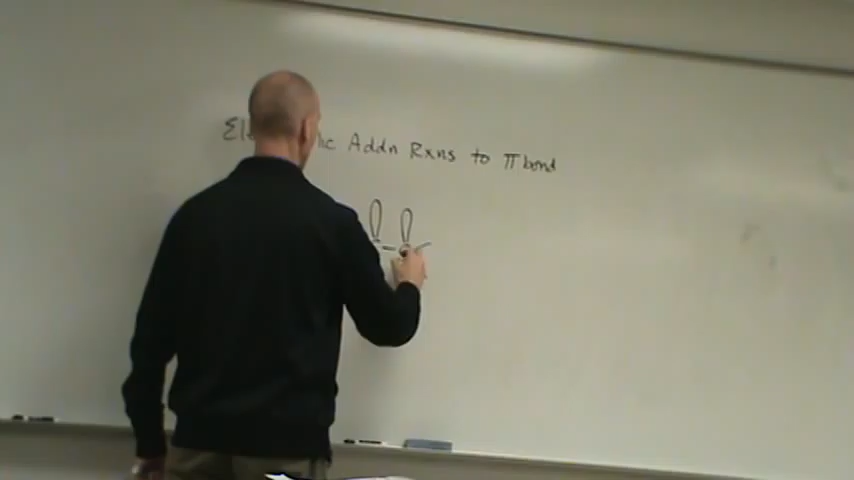 Addn Rxns to π bond